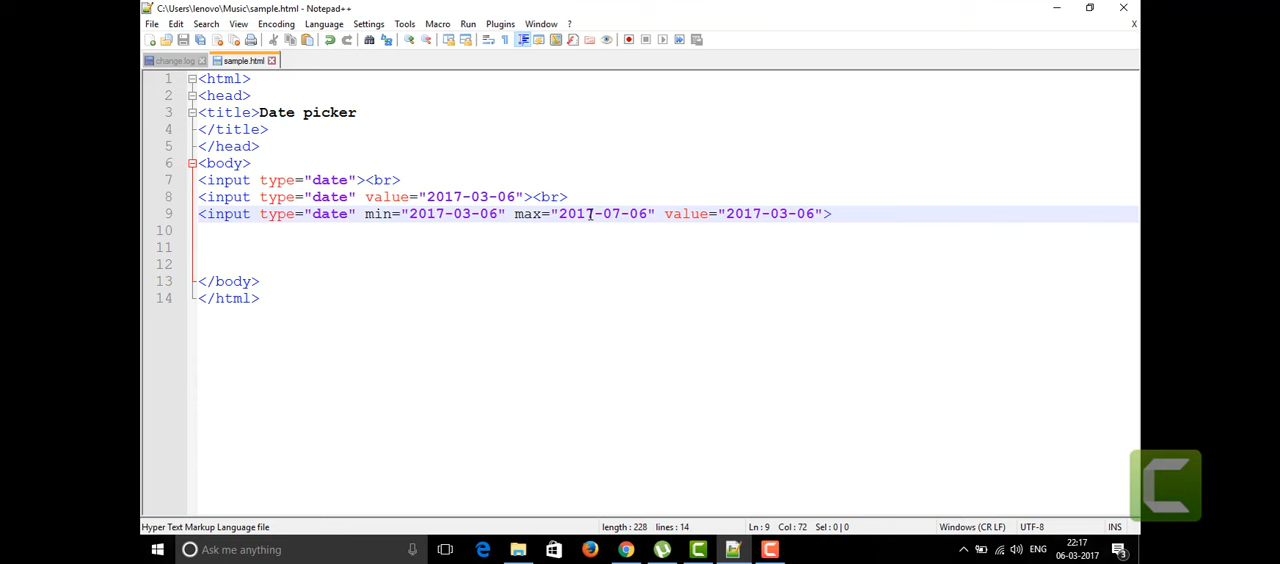 C:\Users\lenovo\Music\sample.html - Notepad++
File Edit Search View Encoding Language Settings Tools Macro Run Plugins Window ? X
change.log sample.html
1 <html>
2 <head>
3 <title>Date picker
4 </title>
5 </head>
6 <body>
7 <input type="date"><br>
8 <input type="date" value="2017-03-06"><br>
9 <input type="date" min="2017-03-06" max="2017-07-06" value="2017-03-06">
10
11
12
13 </body>
14 </html>
Hyper Text Markup Language file length : 228 lines : 14 Ln : 9 Col : 72 Sel : 0 | 0 Windows (CR LF) UTF-8 INS
Ask me anything ENG 22:17
06-03-2017